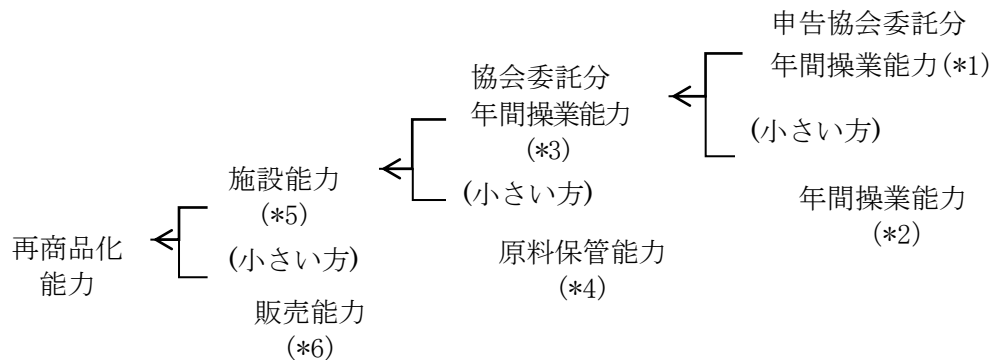 申告協会委託分
年間操業能力(*1)
(小さい方)
年間操業能力
(*2)
協会委託分
年間操業能力
(*3)
(小さい方)
原料保管能力
(*4)
施設能力
(*5)
(小さい方)
販売能力
(*6)
再商品化
能力